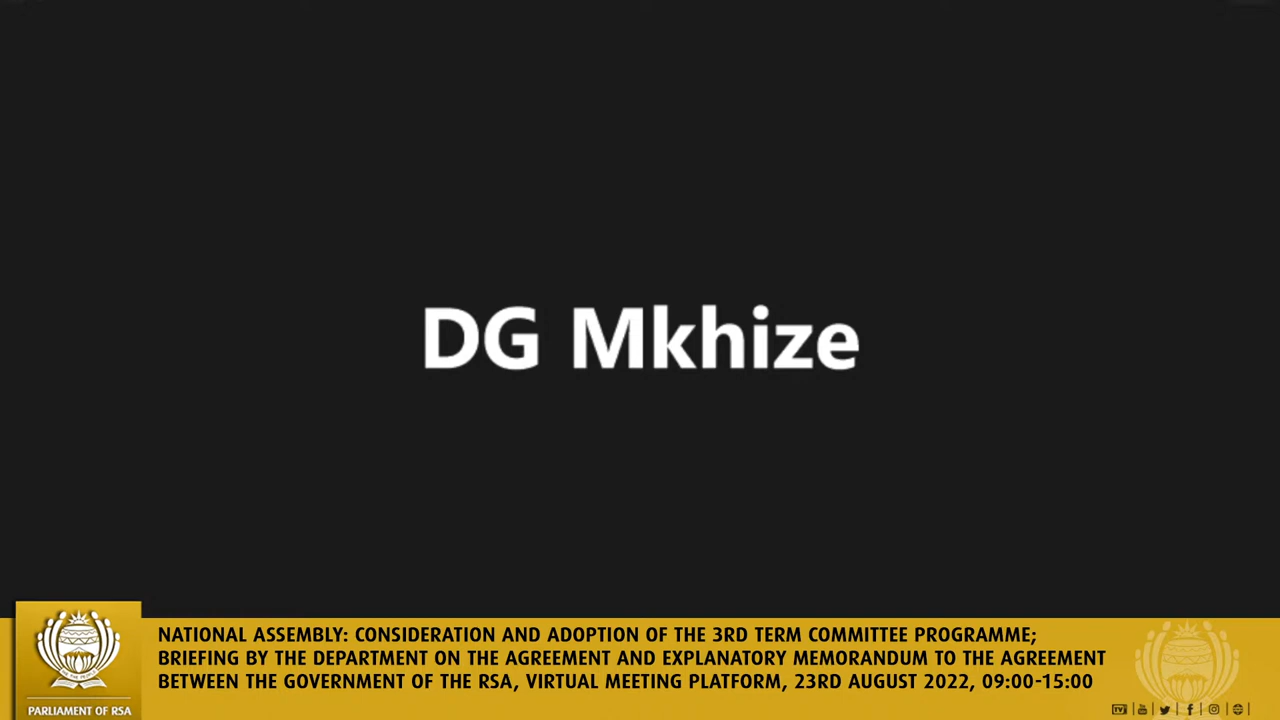 DG Mkhize
NATIONAL ASSEMBLY: CONSIDERATION AND ADOPTION OF THE 3RD TERM COMMITTEE PROGRAMME;
BRIEFING BY THE DEPARTMENT ON THE AGREEMENT AND EXPLANATORY MEMORANDUM TO THE AGREEMENT
BETWEEN THE GOVERNMENT OF THE RSA, VIRTUAL MEETING PLATFORM, 23RD AUGUST 2022, 09:00-15:00
PARLIAMENT OF RSA